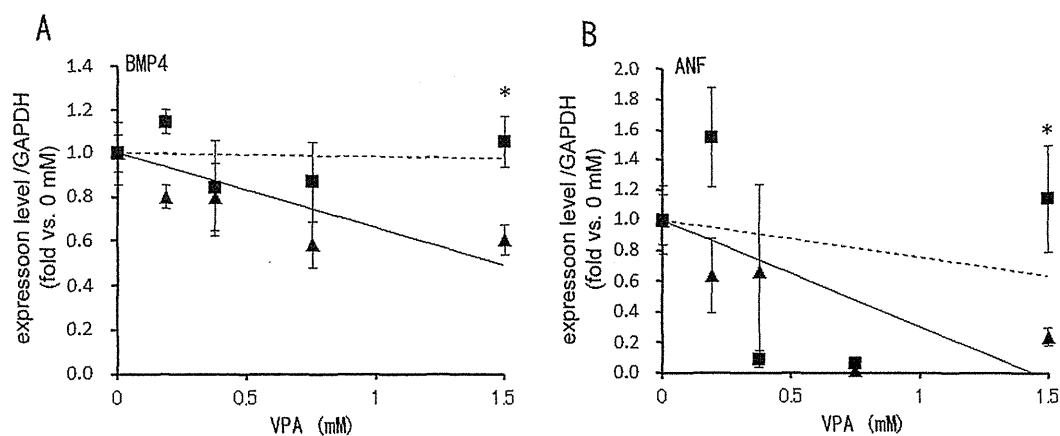 A
BMP4
expressoon level /GAPDH
(fold vs. 0 mM)
1.4
1.2
1.0
0.8
0.6
0.4
0.2
0.0
0
0.5
1
1.5
VPA (mM)
*
B
ANF
expressoon level /GAPDH
(fold vs. 0 mM)
2.0
1.8
1.6
1.4
1.2
1.0
0.8
0.6
0.4
0.2
0.0
0
0.5
1
1.5
VPA (mM)
*